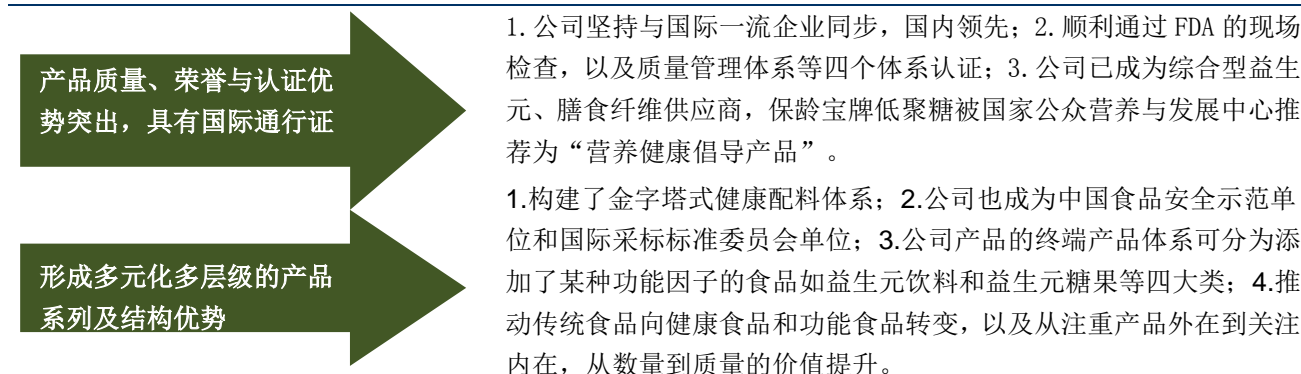 产品质量、荣誉与认证优
势突出，具有国际通行证
1.公司坚持与国际一流企业同步，国内领先；2.顺利通过 FDA 的现场
检查，以及质量管理体系等四个体系认证；3.公司已成为综合型益生
元、膳食纤维供应商，保龄宝牌低聚糖被国家公众营养与发展中心推
荐为“营养健康倡导产品”。
形成多元化多层级的产品
系列及结构优势
1.构建了金字塔式健康配料体系；2.公司也成为中国食品安全示范单
位和国际采标标准委员会单位；3.公司产品的终端产品体系可分为添
加了某种功能因子的食品如益生元饮料和益生元糖果等四大类；4.推
动传统食品向健康食品和功能食品转变，以及从注重产品外在到关注
内在，从数量到质量的价值提升。